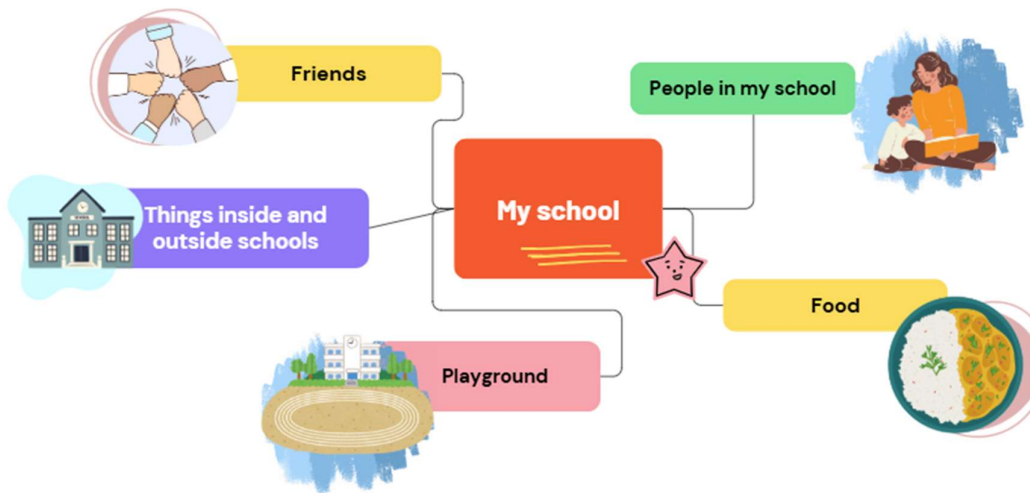 Friends
People in my school
My school
Things inside and
outside schools
Food
Playground